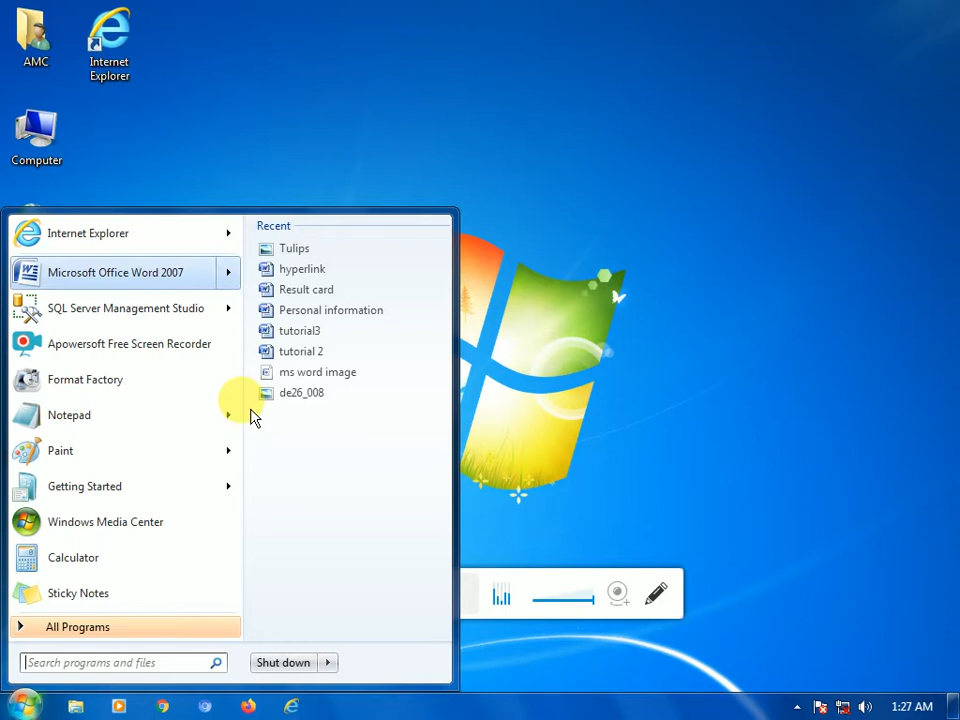 AMC
Internet
Explorer
Computer
Internet Explorer
Microsoft Office Word 2007
SQL Server Management Studio
Apowersoft Free Screen Recorder
Format Factory
Notepad
Paint
Getting Started
Windows Media Center
Calculator
Sticky Notes
All Programs
Search programs and files
Recent
Tulips
hyperlink
Result card
Personal information
tutorial3
tutorial 2
ms word image
de26_008
Shut down
1:27 AM